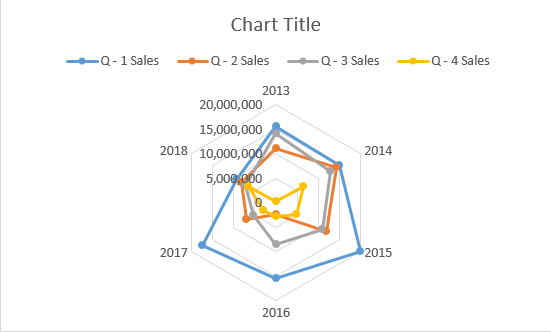 Chart Title
Q - 1 Sales Q - 2 Sales Q - 3 Sales Q - 4 Sales
2013
20,000,000
15,000,000
2018 10,000,000 2014
5,000,000
0
2017 2015
2016